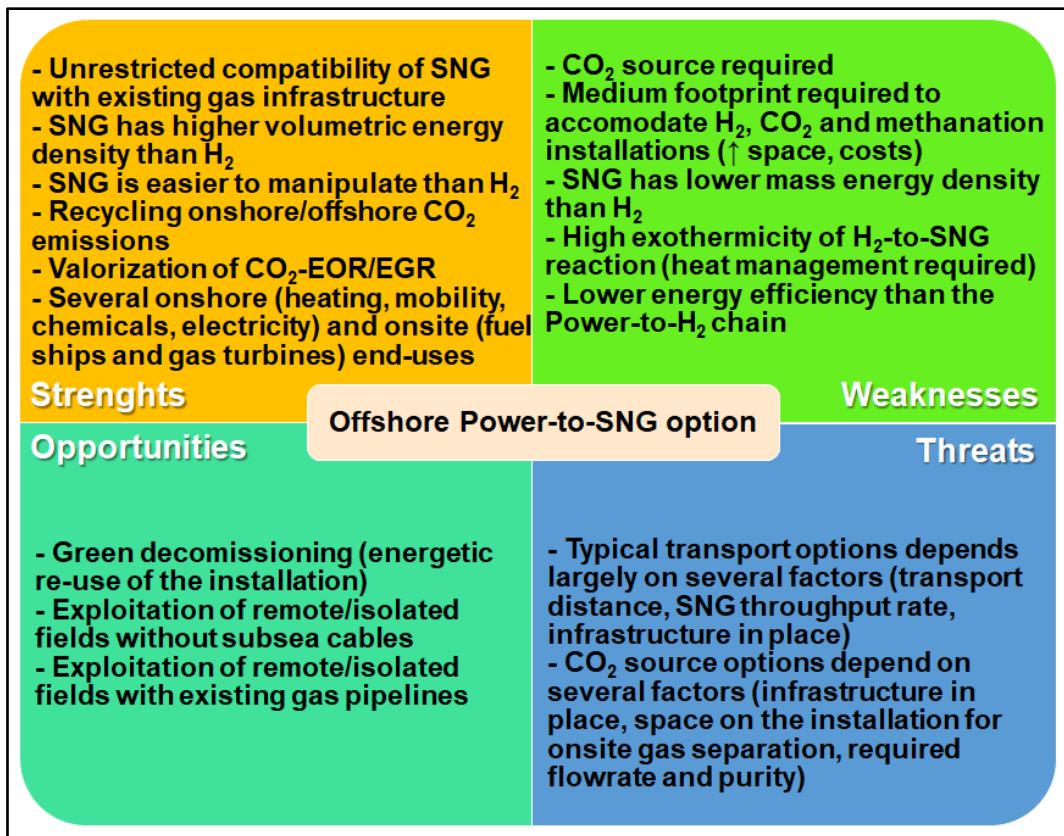 - Unrestricted compatibility of SNG
with existing gas infrastructure
- SNG has higher volumetric energy
density than H₂
- SNG is easier to manipulate than H₂
- Recycling onshore/offshore CO₂
emissions
- Valorization of CO₂-EOR/EGR
- Several onshore (heating, mobility,
chemicals, electricity) and onsite (fuel
ships and gas turbines) end-uses
Strenghts
- CO₂ source required
- Medium footprint required to
accomodate H₂, CO₂ and methanation
installations (↑ space, costs)
- SNG has lower mass energy density
than H₂
- High exothermicity of H₂-to-SNG
reaction (heat management required)
- Lower energy efficiency than the
Power-to-H₂ chain
Weaknesses
Offshore Power-to-SNG option
Opportunities
- Green decomissioning (energetic
re-use of the installation)
- Exploitation of remote/isolated
fields without subsea cables
- Exploitation of remote/isolated
fields with existing gas pipelines
Threats
- Typical transport options depends
largely on several factors (transport
distance, SNG throughput rate,
infrastructure in place)
- CO₂ source options depend on
several factors (infrastructure in
place, space on the installation for
onsite gas separation, required
flowrate and purity)